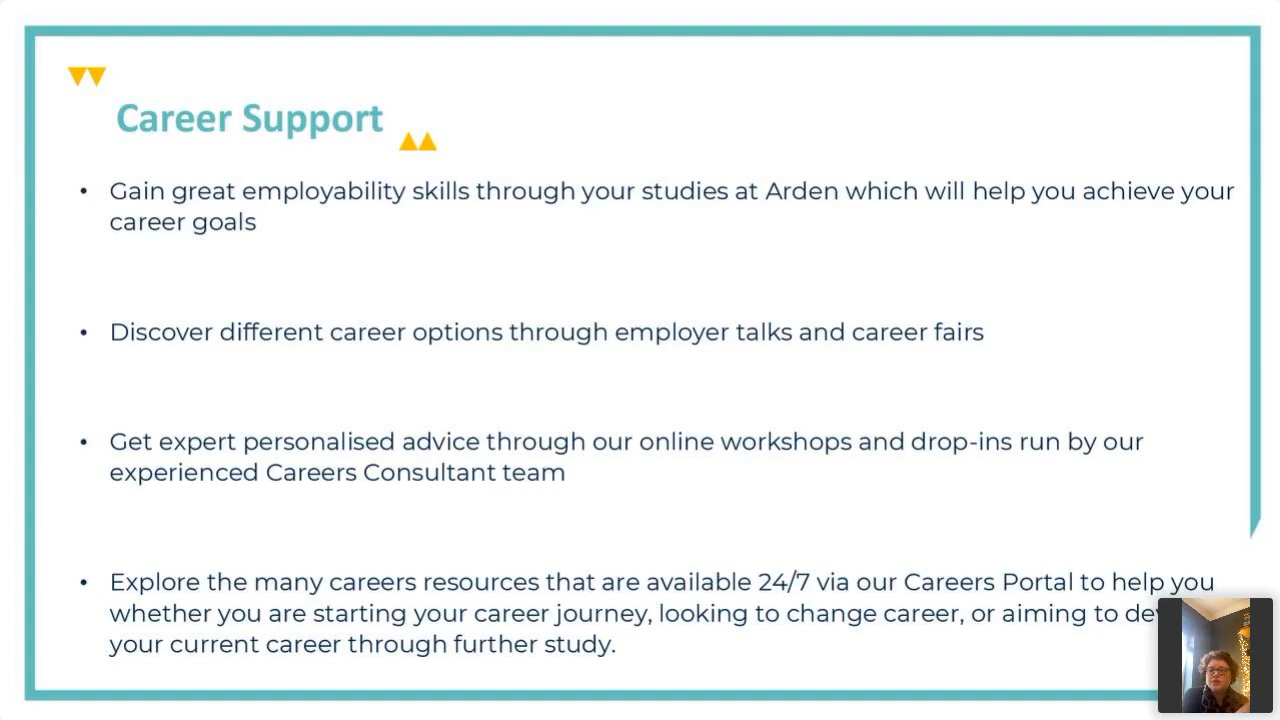 Career Support
• Gain great employability skills through your studies at Arden which will help you achieve your
career goals
• Discover different career options through employer talks and career fairs
• Get expert personalised advice through our online workshops and drop-ins run by our
experienced Careers Consultant team
• Explore the many careers resources that are available 24/7 via our Careers Portal to help you
whether you are starting your career journey, looking to change career, or aiming to
your current career through further study.